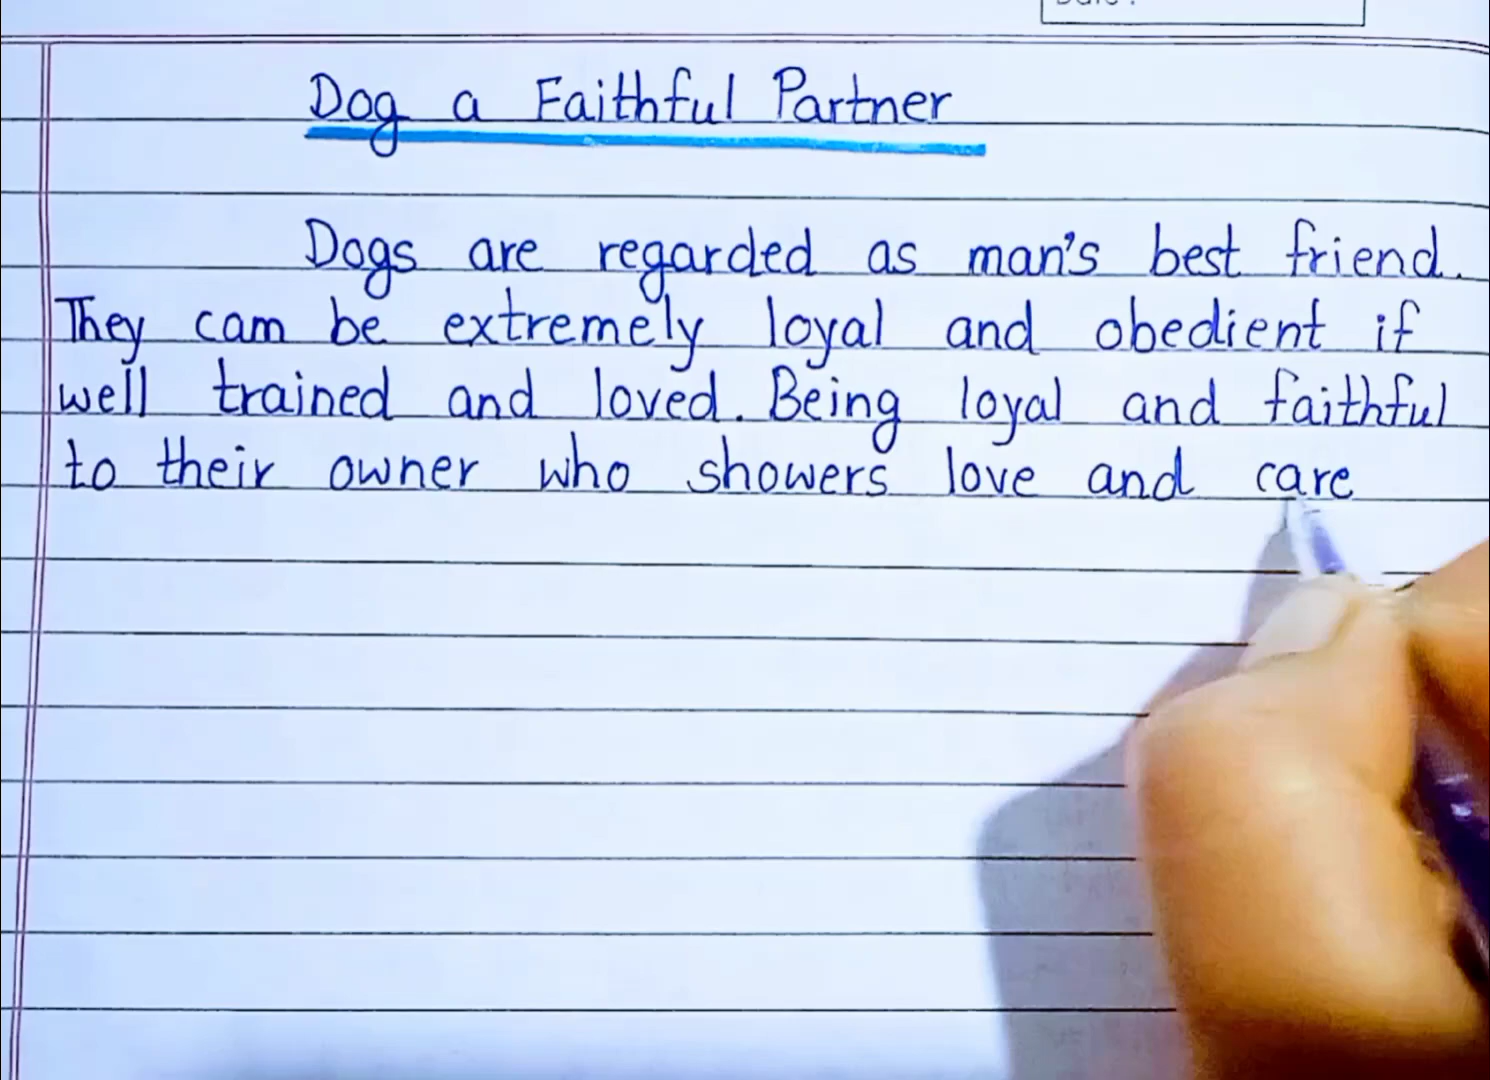 Dog a Faithful Partner
Dogs are regarded as man's best friend.
They can be extremely loyal and obedient if
well trained and loved. Being loyal and faithful
to their owner who showers love and care